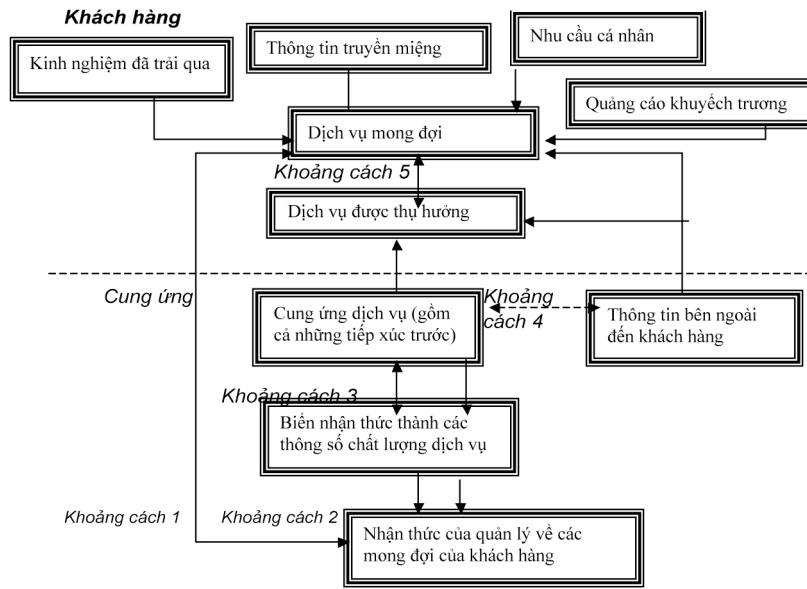 Khách hàng
Thông tin truyền miệng
Nhu cầu cá nhân
Kinh nghiệm đã trải qua
Quảng cáo khuyếch trương
Dịch vụ mong đợi
Khoảng cách 5
Dịch vụ được thụ hưởng
Cung ứng
Cung ứng dịch vụ (gồm
cả những tiếp xúc trước)
Khoảng
cách 4
Thông tin bên ngoài
đến khách hàng
Khoảng cách 3
Biến nhận thức thành các
thông số chất lượng dịch vụ
Khoảng cách 1
Khoảng cách 2
Nhận thức của quản lý về các
mong đợi của khách hàng